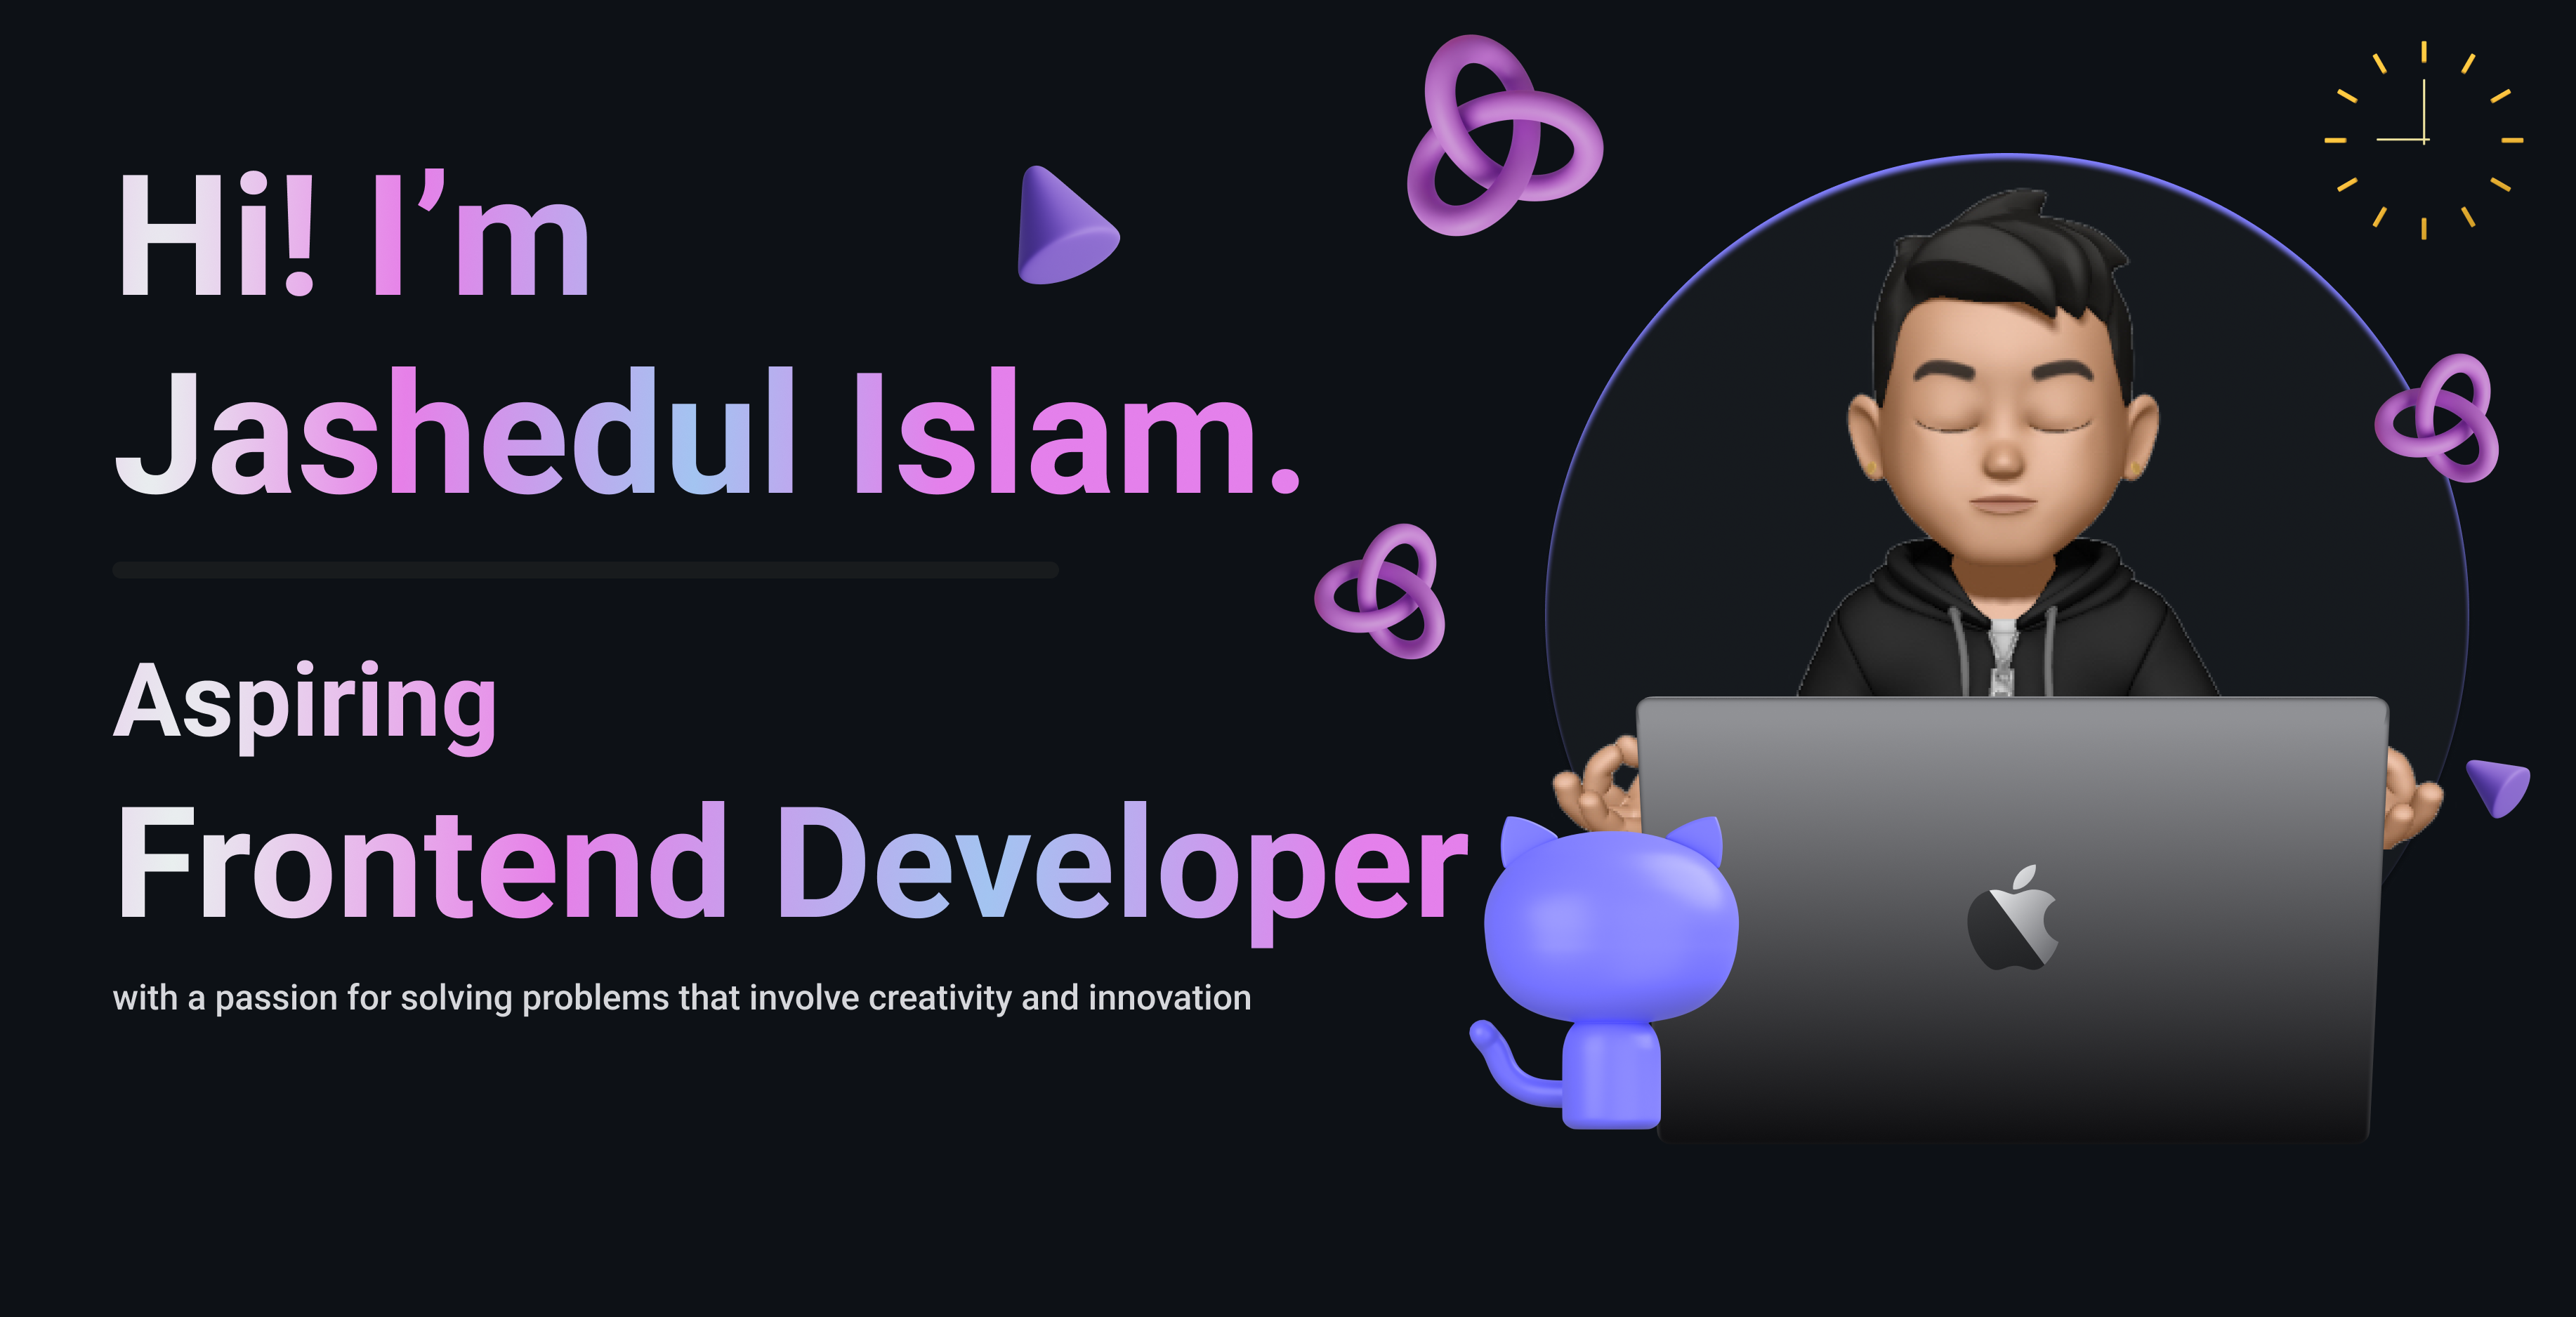 Hi! I’m
Jashedul Islam.
Aspiring
Frontend Developer
with a passion for solving problems that involve creativity and innovation